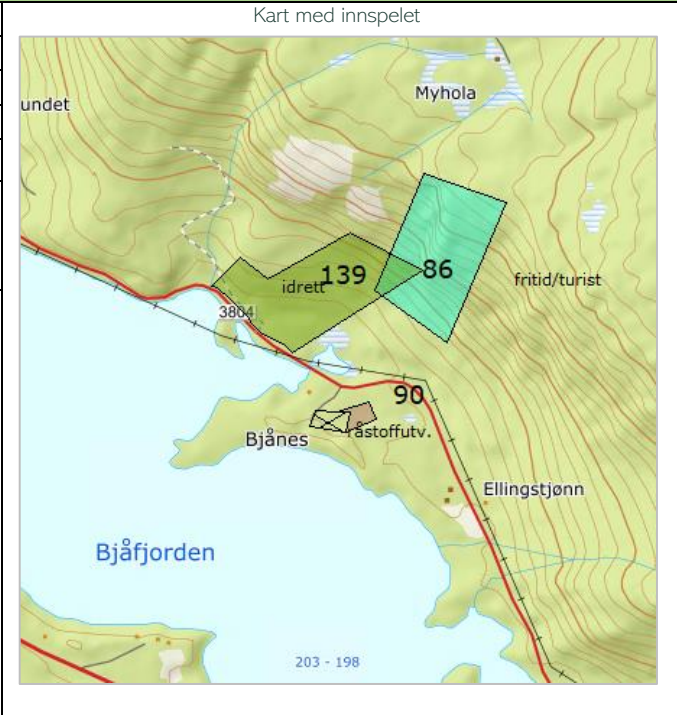 Kart med innspelet
Myhola
undet
86
139
idrett
fritid/turist
3804
90
råstoffutv.
Bjånes
Ellingstjønn
Bjåfjorden
203 - 198